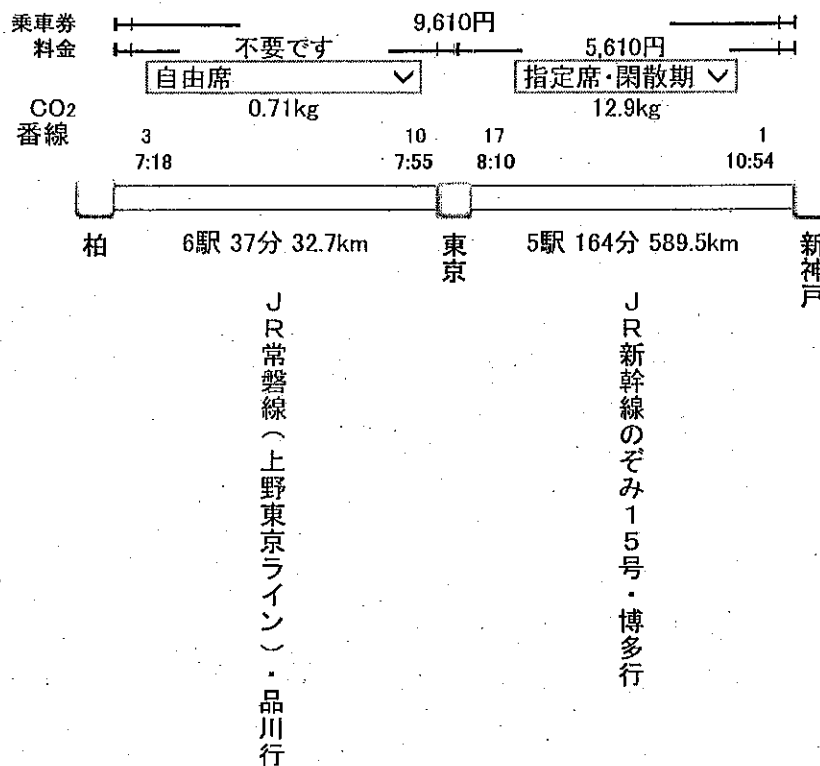 乗車券 9,610円
料金 不要です 5,610円
自由席 指定席・閑散期
CO2 0.71kg 12.9kg
番線 3 10 17 1
7:18 7:55 8:10 10:54
柏 6駅 37分 32.7km 東京 5駅 164分 589.5km 新神戸
JR常磐線(上野東京ライン)・品川行
JR新幹線のぞみ15号・博多行